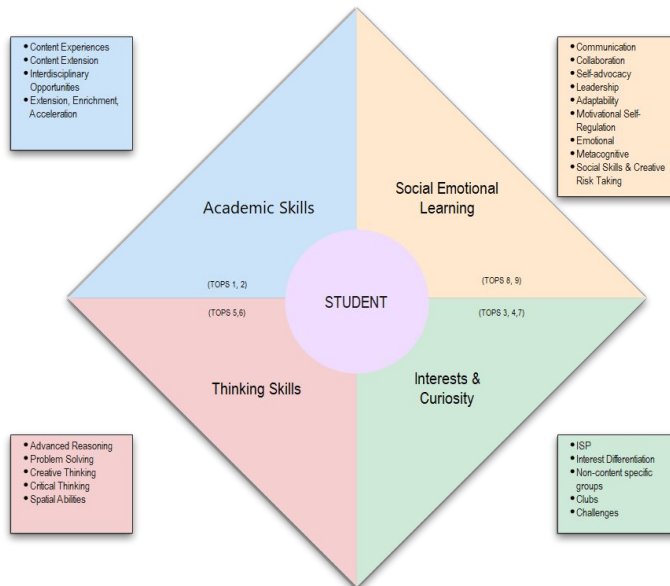 • Content Experiences
• Content Extension
• Interdisciplinary
Opportunities
• Extension, Enrichment,
Acceleration
• Communication
• Collaboration
• Self-advocacy
• Leadership
• Adaptability
• Motivational Self-
Regulation
• Emotional
• Metacognitive
• Social Skills & Creative
Risk Taking
Academic Skills
Social Emotional
Learning
(TOPS 1, 2)
(TOPS 8, 9)
STUDENT
(TOPS 5,6)
(TOPS 3, 4,7)
Thinking Skills
Interests &
Curiosity
• Advanced Reasoning
• Problem Solving
• Creative Thinking
• Critical Thinking
• Spatial Abilities
• ISP
• Interest Differentiation
• Non-content specific
groups
• Clubs
• Challenges